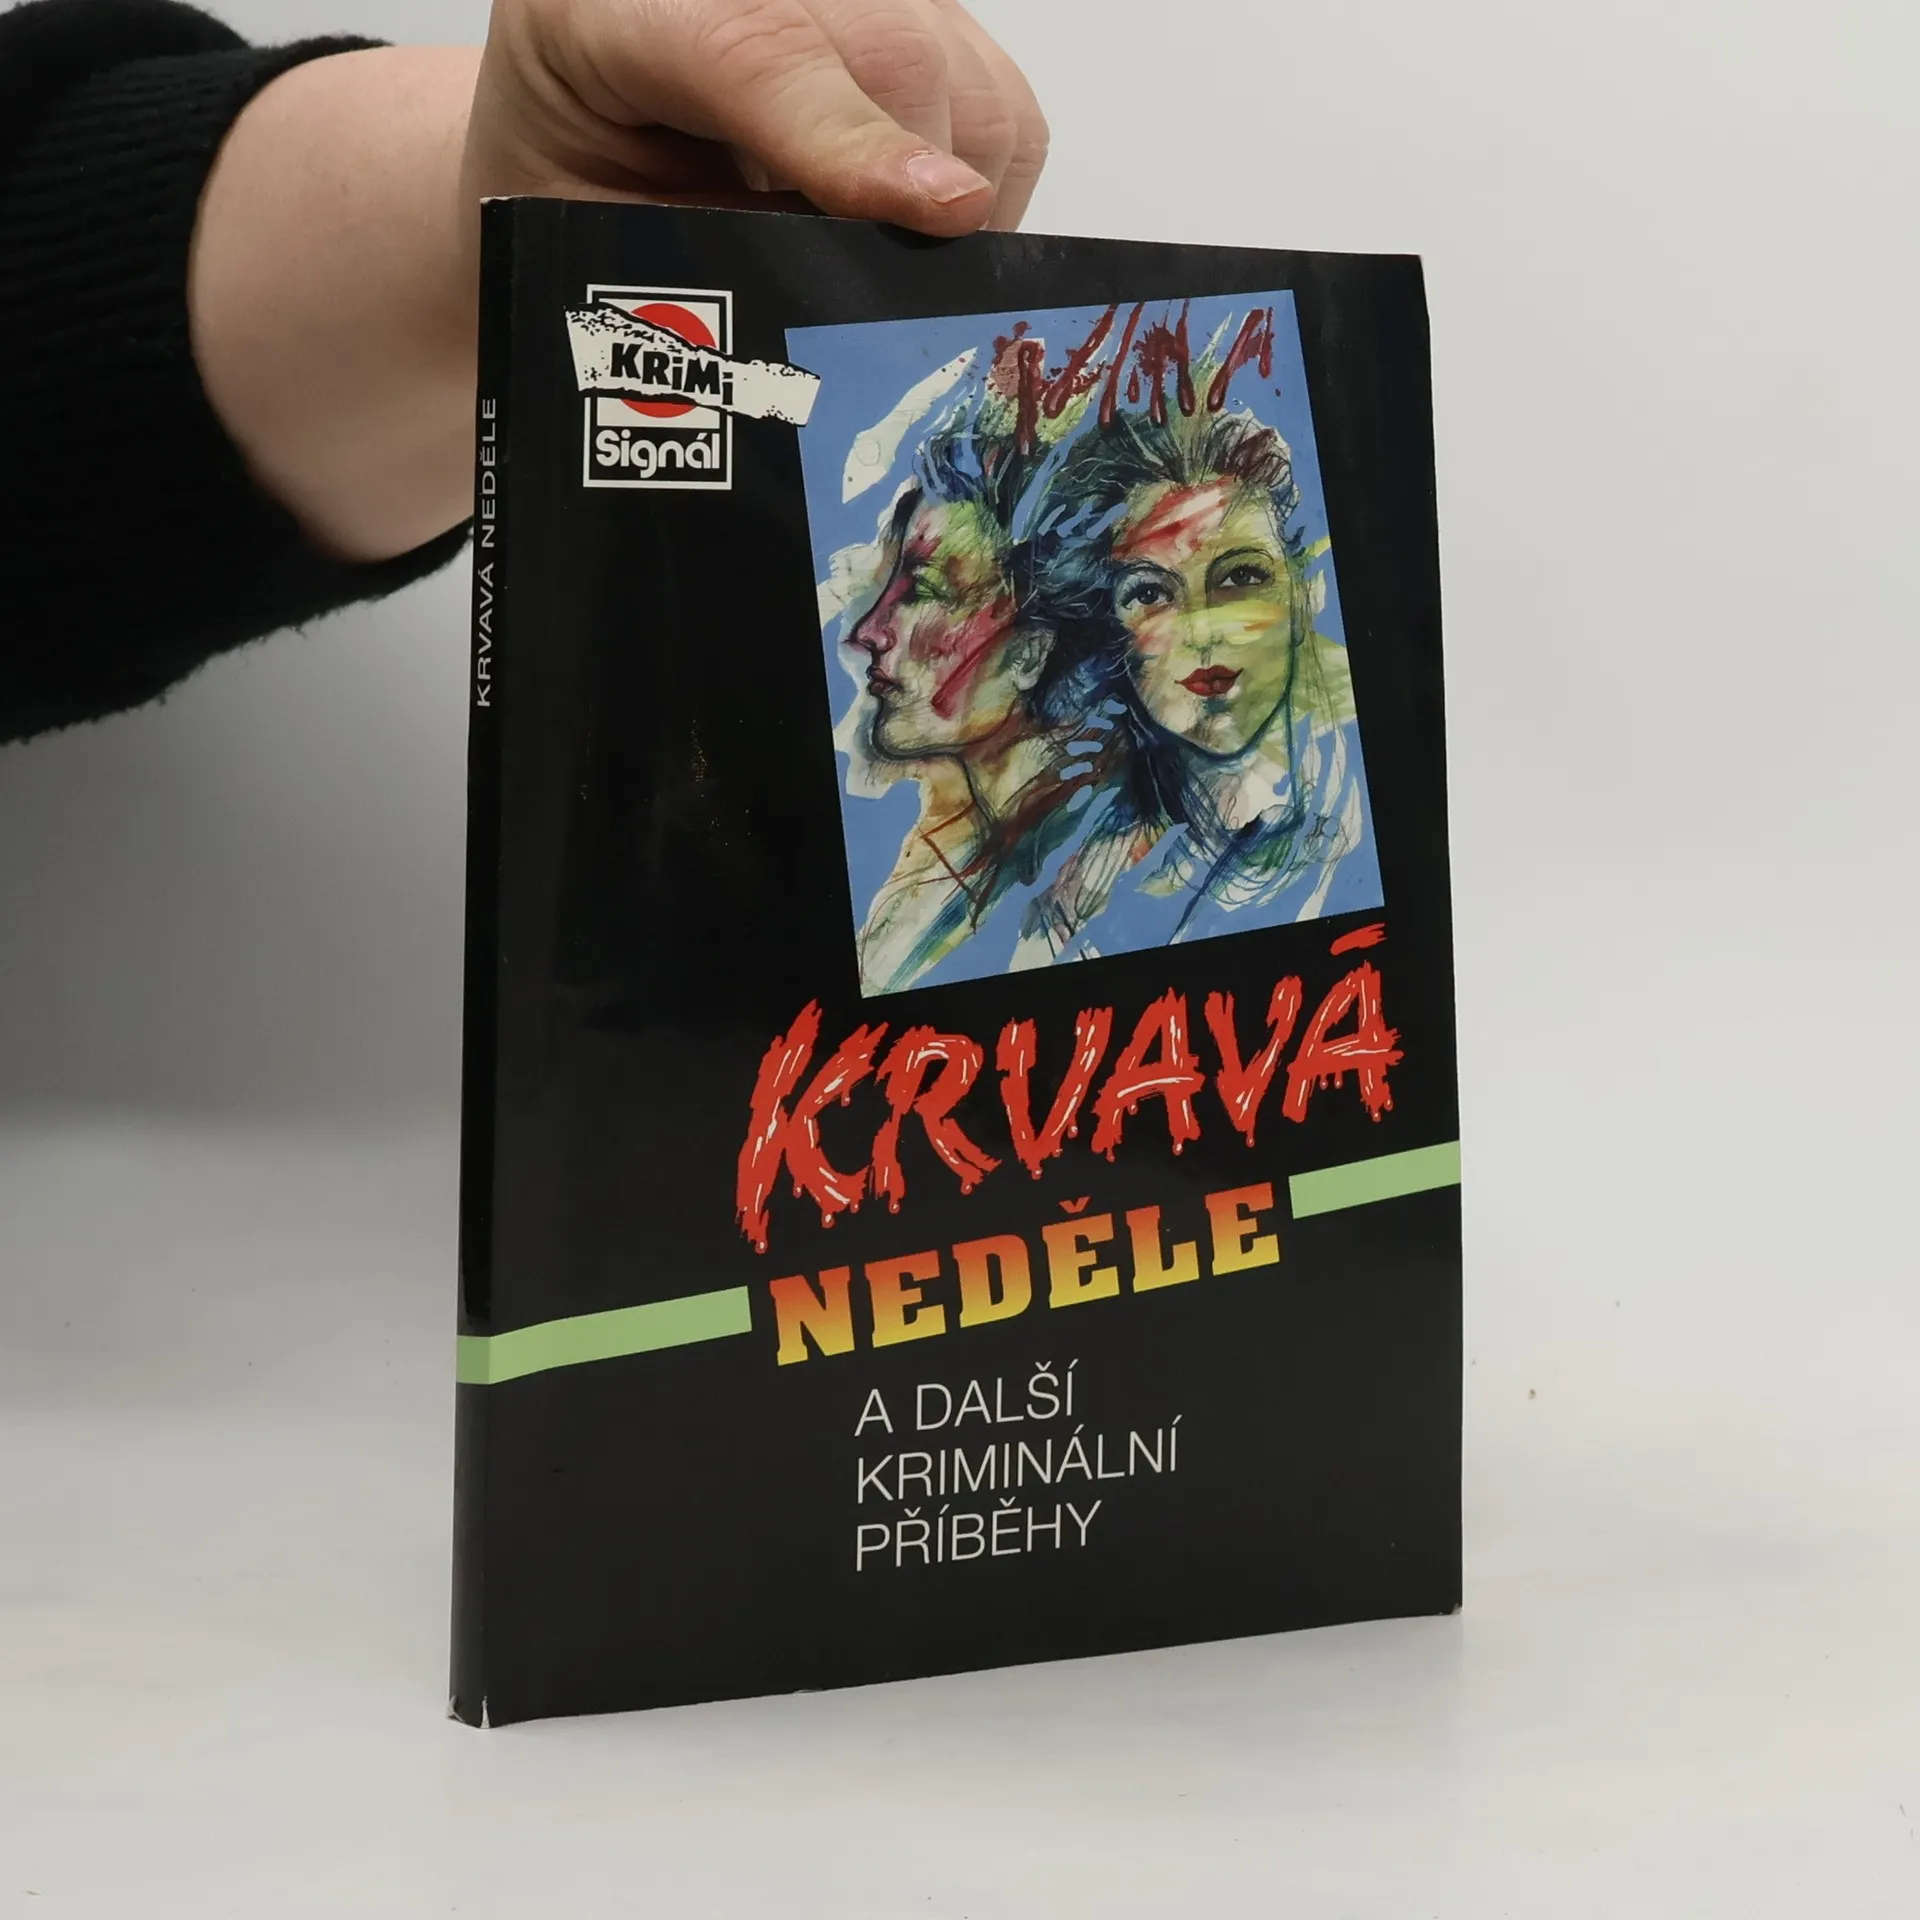 KRiMi
Signál
KRVAVÁ NEDĚLE
KRVAVÁ
NEDĚLE
A DALŠÍ
KRIMINÁLNÍ
PŘÍBĚHY